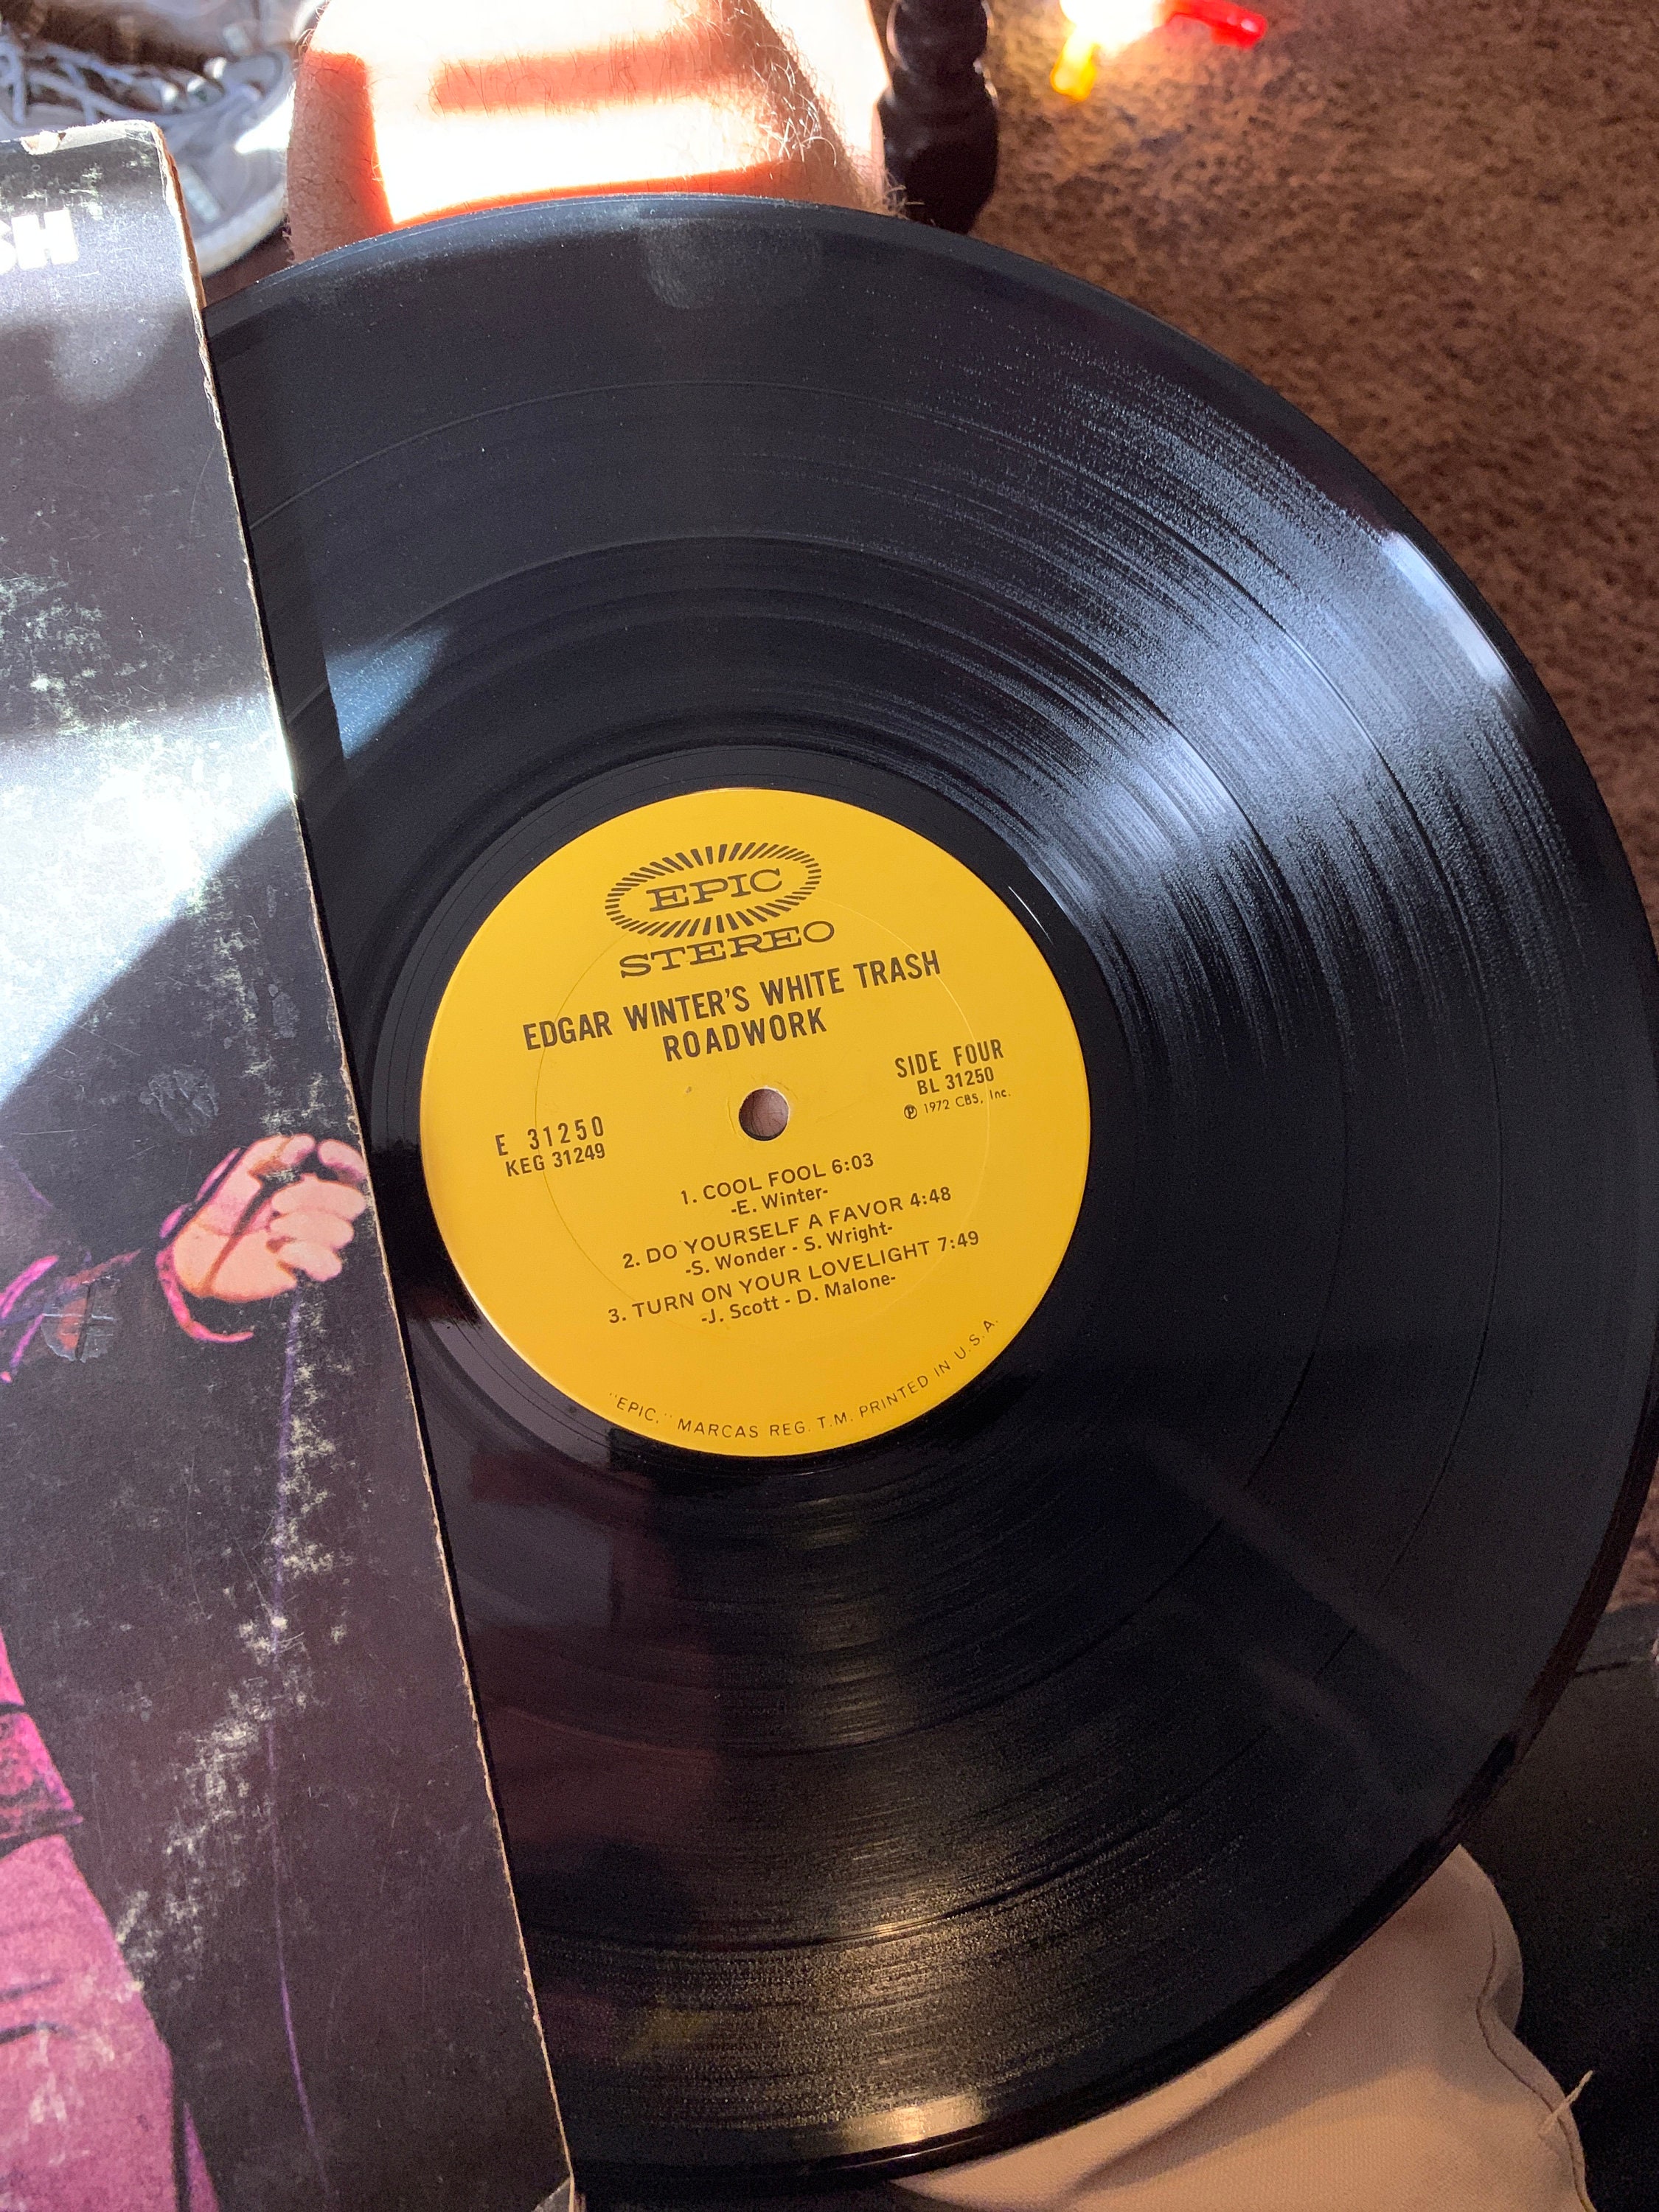 EPIC
STEREO
EDGAR WINTER'S WHITE TRASH
ROADWORK
SIDE FOUR
BL 31250
Ⓟ 1972 CBS, Inc.
E 31250
KEG 31249
1. COOL FOOL 6:03
-E. Winter-
2. DO YOURSELF A FAVOR 4:48
-S. Wonder - S. Wright-
3. TURN ON YOUR LOVELIGHT 7:49
-J. Scott - D. Malone-
"EPIC," MARCAS REG. T.M. PRINTED IN U.S.A.